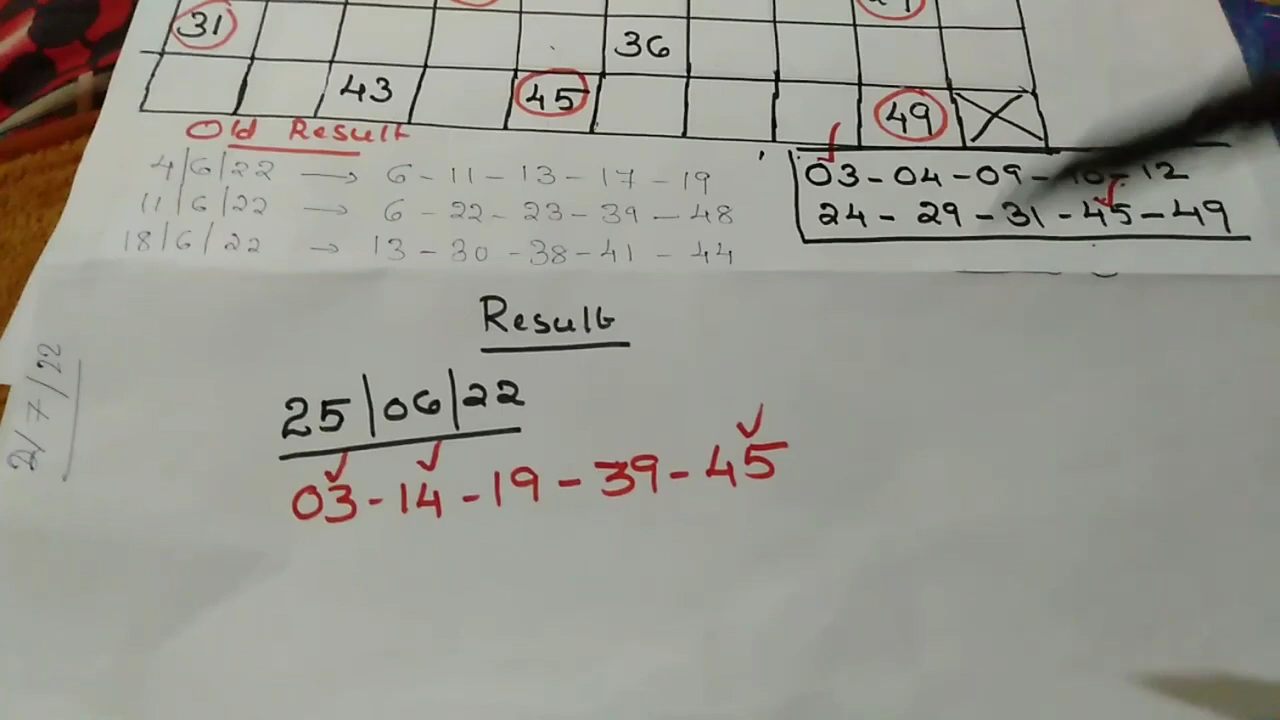 31 36
43 45 49
Old Result
4/6/22 → 6 - 11 - 13 - 17 - 19
11/6/22 → 6 - 22 - 23 - 39 - 48
18/6/22 → 13 - 30 - 38 - 41 - 44
03 - 04 - 09 - 10 - 12
24 - 29 - 31 - 45 - 49
Result
25/06/22
03 - 14 - 19 - 39 - 45
2/7/22